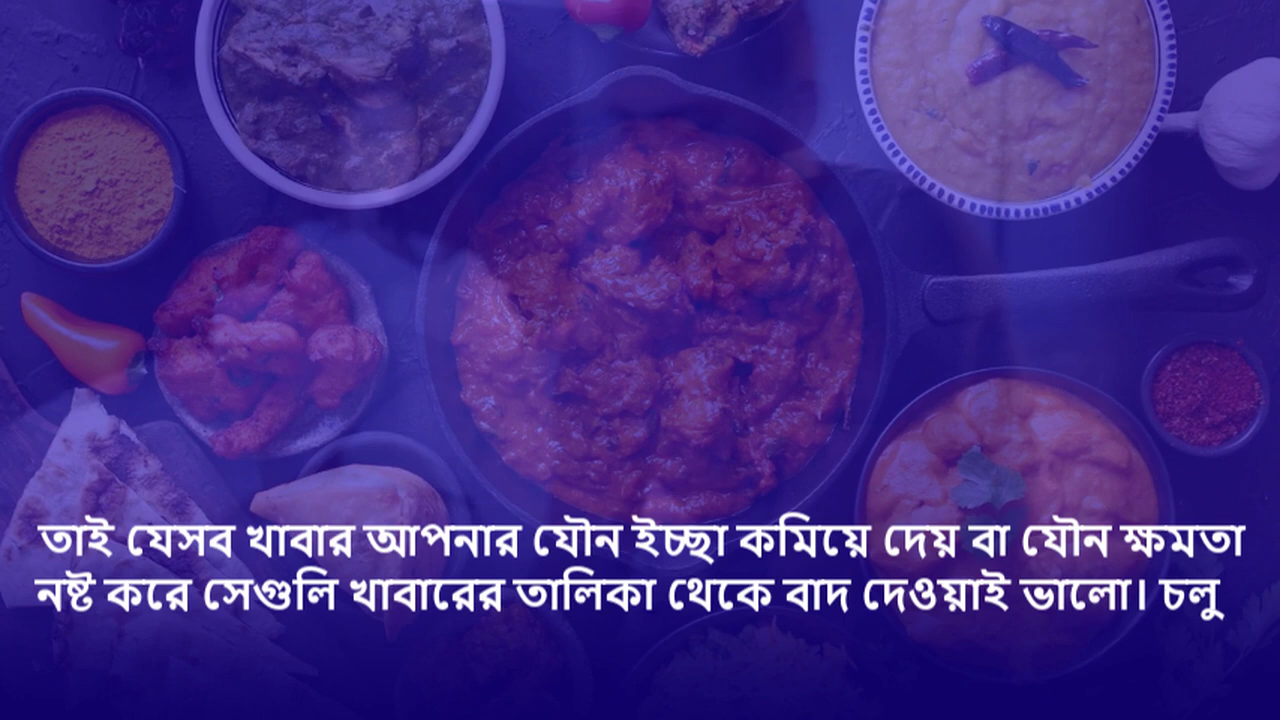 তাই যেসব খাবার আপনার যৌন ইচ্ছা কমিয়ে দেয় বা যৌন ক্ষমতা
নষ্ট করে সেগুলি খাবারের তালিকা থেকে বাদ দেওয়াই ভালো। চলু